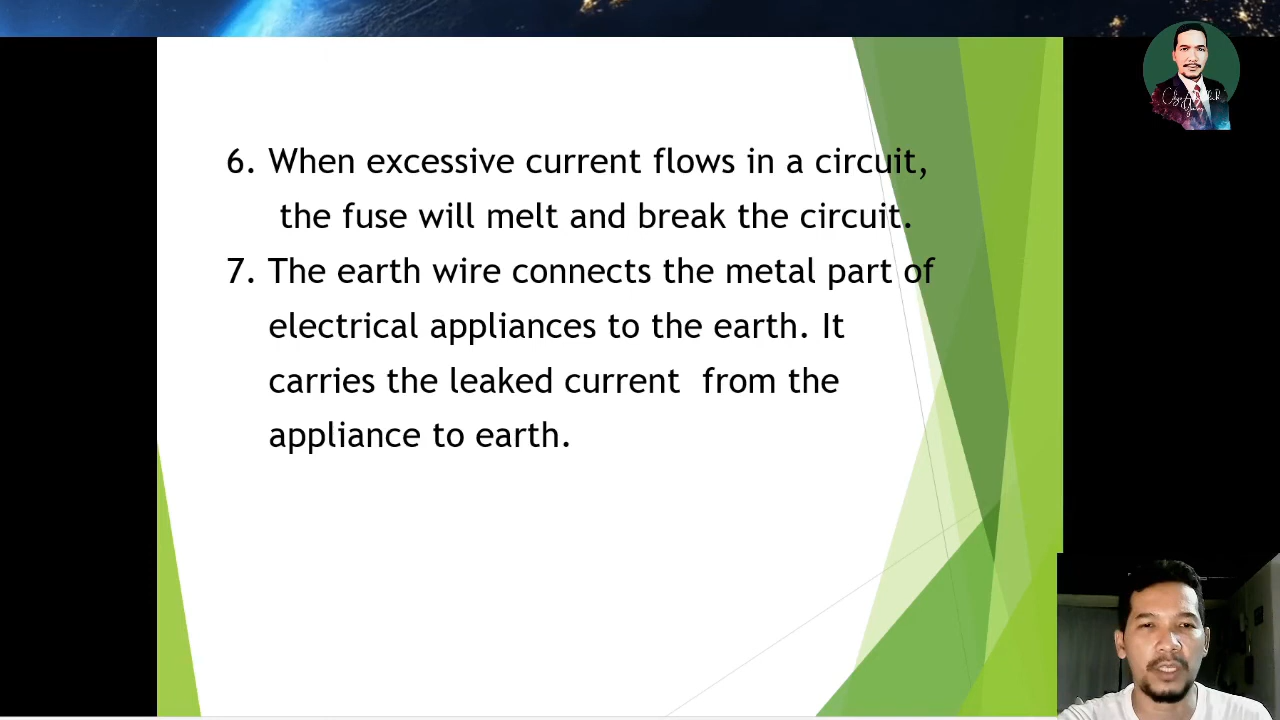 6. When excessive current flows in a circuit,
the fuse will melt and break the circuit.
7. The earth wire connects the metal part of
electrical appliances to the earth. It
carries the leaked current from the
appliance to earth.